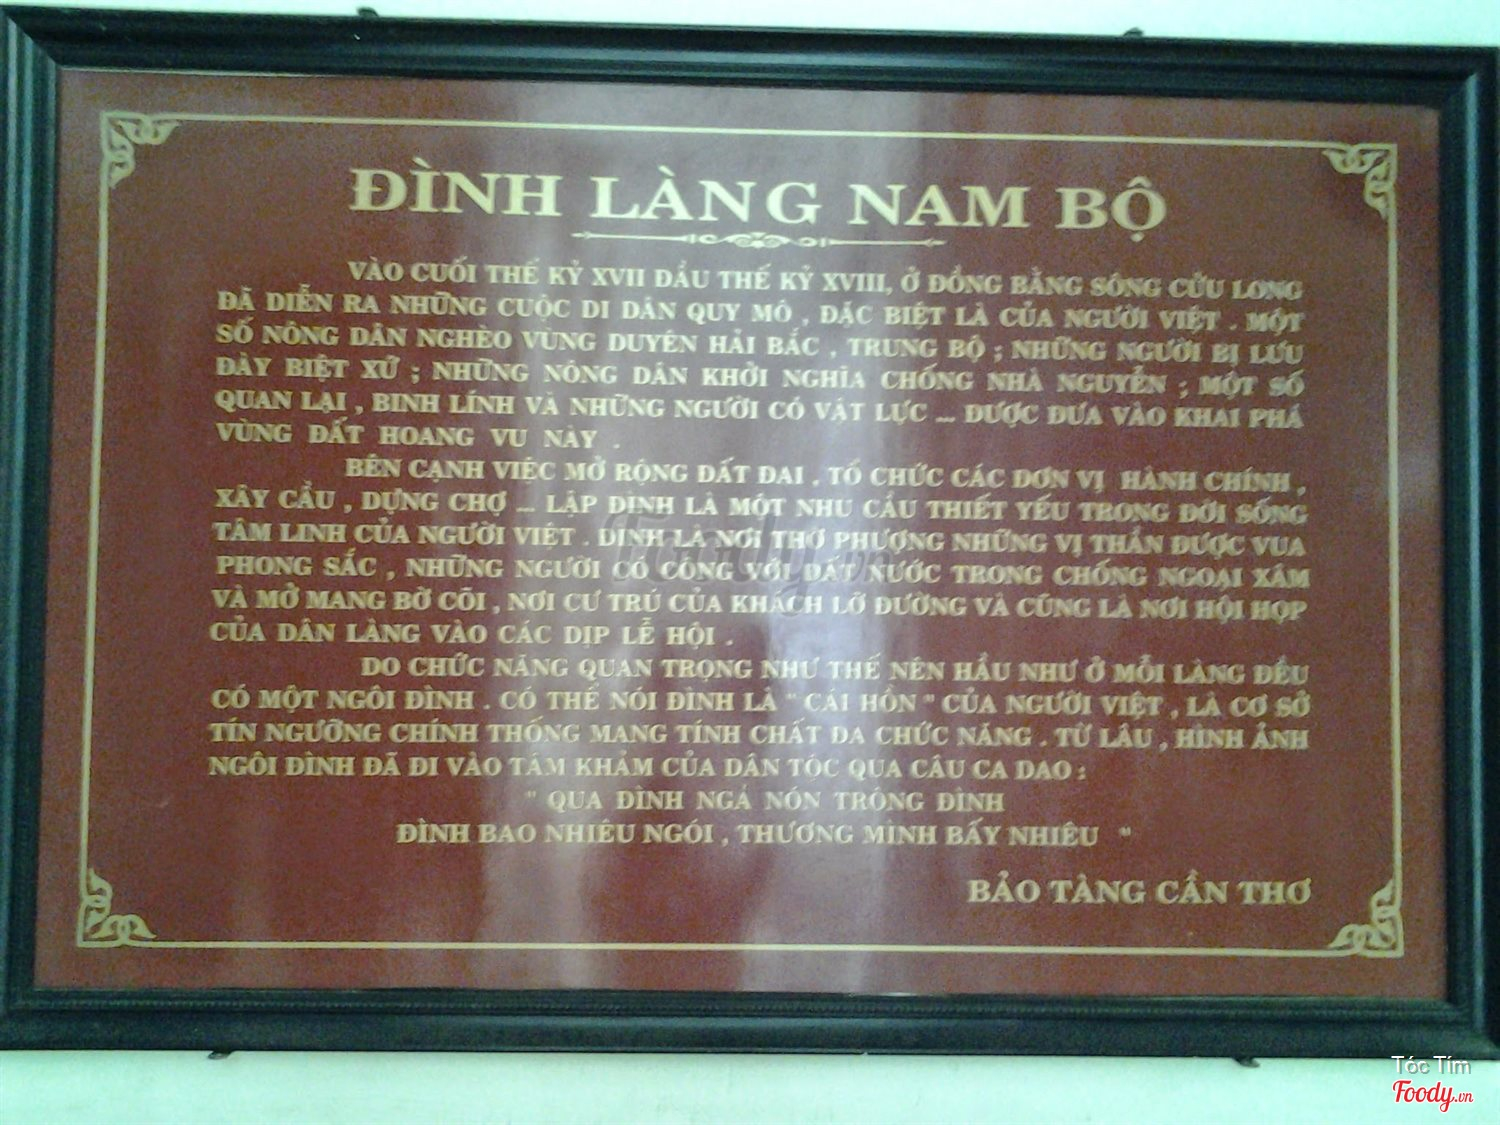 ĐÌNH LÀNG NAM BỘ
VÀO CUỐI THẾ KỶ XVII ĐẦU THẾ KỶ XVIII, Ở ĐỒNG BẰNG SÔNG CỬU LONG
ĐÃ DIỄN RA NHỮNG CUỘC DI DÂN QUY MÔ , ĐẶC BIỆT LÀ CỦA NGƯỜI VIỆT . MỘT
SỐ NÔNG DÂN NGHÈO VÙNG DUYÊN HẢI BẮC , TRUNG BỘ ; NHỮNG NGƯỜI BỊ LƯU
ĐÀY BIỆT XỨ ; NHỮNG NÔNG DÂN KHỞI NGHĨA CHỐNG NHÀ NGUYỄN ; MỘT SỐ
QUAN LẠI , BINH LÍNH VÀ NHỮNG NGƯỜI CÓ VẬT LỰC ... ĐƯỢC ĐƯA VÀO KHAI PHÁ
VÙNG ĐẤT HOANG VU NÀY .
BÊN CẠNH VIỆC MỞ RỘNG ĐẤT ĐAI , TỔ CHỨC CÁC ĐƠN VỊ HÀNH CHÍNH ,
XÂY CẦU , DỰNG CHỢ ... LẬP ĐÌNH LÀ MỘT NHU CẦU THIẾT YẾU TRONG ĐỜI SỐNG
TÂM LINH CỦA NGƯỜI VIỆT . ĐÌNH LÀ NƠI THỜ PHƯỢNG NHỮNG VỊ THẦN ĐƯỢC VUA
PHONG SẮC , NHỮNG NGƯỜI CÓ CÔNG VỚI ĐẤT NƯỚC TRONG CHỐNG NGOẠI XÂM
VÀ MỞ MANG BỜ CÕI , NƠI CƯ TRÚ CỦA KHÁCH LỠ ĐƯỜNG VÀ CŨNG LÀ NƠI HỘI HỌP
CỦA DÂN LÀNG VÀO CÁC DỊP LỄ HỘI .
DO CHỨC NĂNG QUAN TRỌNG NHƯ THẾ NÊN HẦU NHƯ Ở MỖI LÀNG ĐỀU
CÓ MỘT NGÔI ĐÌNH . CÓ THỂ NÓI ĐÌNH LÀ " CÁI HỒN " CỦA NGƯỜI VIỆT , LÀ CƠ SỞ
TÍN NGƯỠNG CHÍNH THỐNG MANG TÍNH CHẤT ĐA CHỨC NĂNG . TỪ LÂU , HÌNH ẢNH
NGÔI ĐÌNH ĐÃ ĐI VÀO TÂM KHẢM CỦA DÂN TỘC QUA CÂU CA DAO :
" QUA ĐÌNH NGẢ NÓN TRÔNG ĐÌNH
ĐÌNH BAO NHIÊU NGÓI , THƯƠNG MÌNH BẤY NHIÊU "
BẢO TÀNG CẦN THƠ
Foody.vn
Tóc Tím
Foody.vn